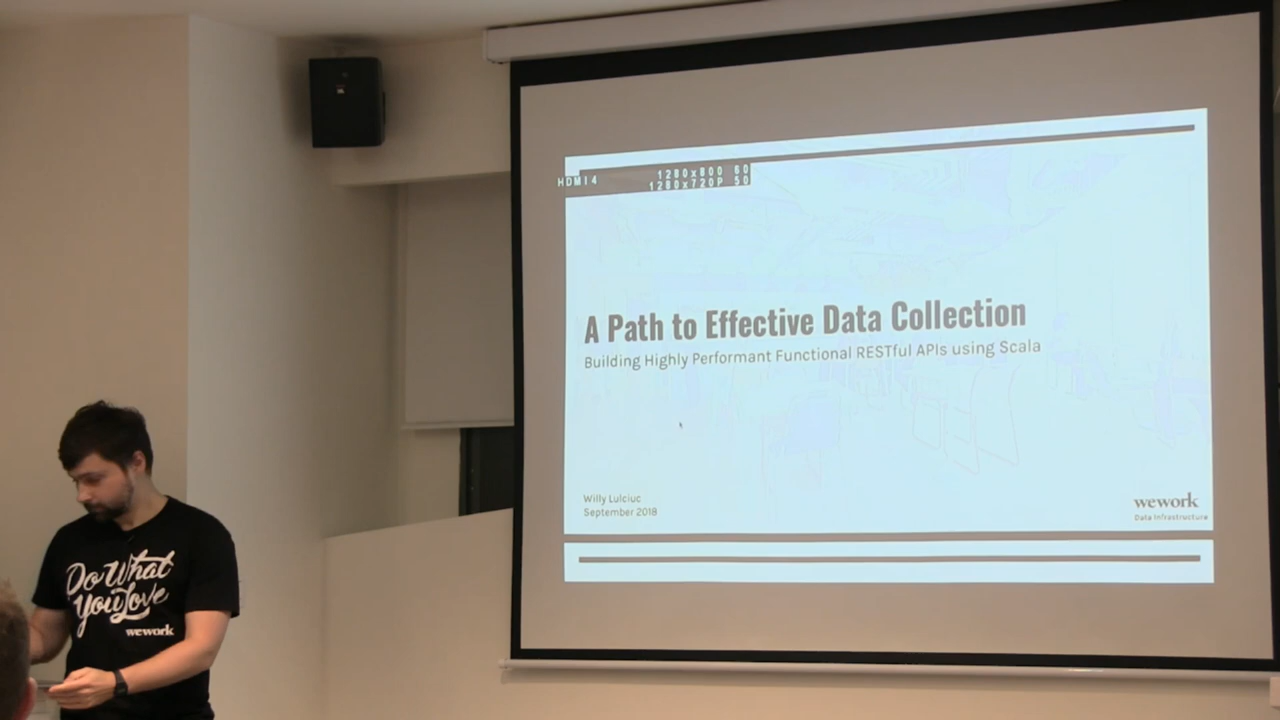 HDMI4
1280x800 60
1280x720P 50
A Path to Effective Data Collection
Building Highly Performant Functional RESTful APIs using Scala
Willy Lulciuc
September 2018
wework
Data Infrastructure
Do What
You Love
wework